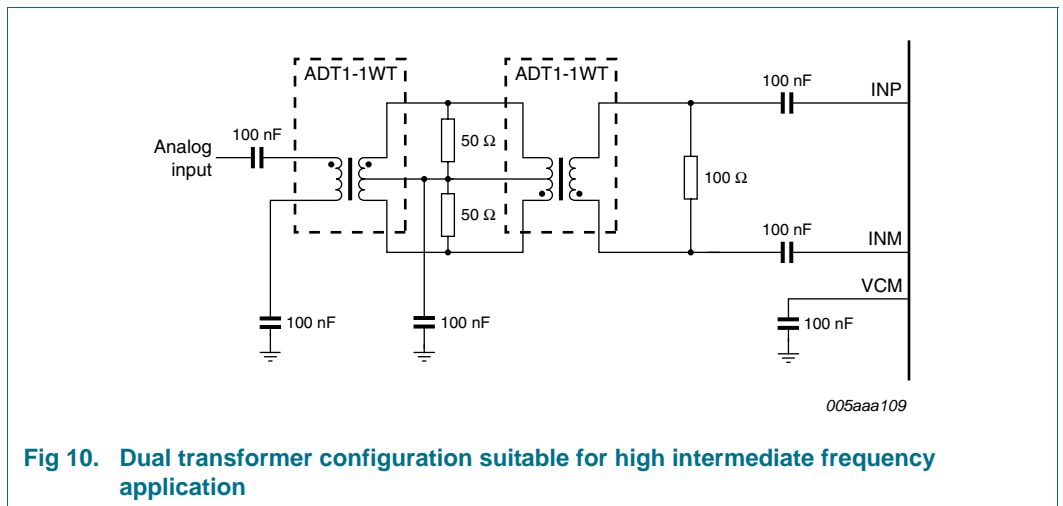 ADT1-1WT
ADT1-1WT
100 nF
INP
100 nF
Analog
input
50 Ω
100 Ω
50 Ω
100 nF
INM
VCM
100 nF
100 nF
100 nF
005aaa109
Fig 10. Dual transformer configuration suitable for high intermediate frequency
application